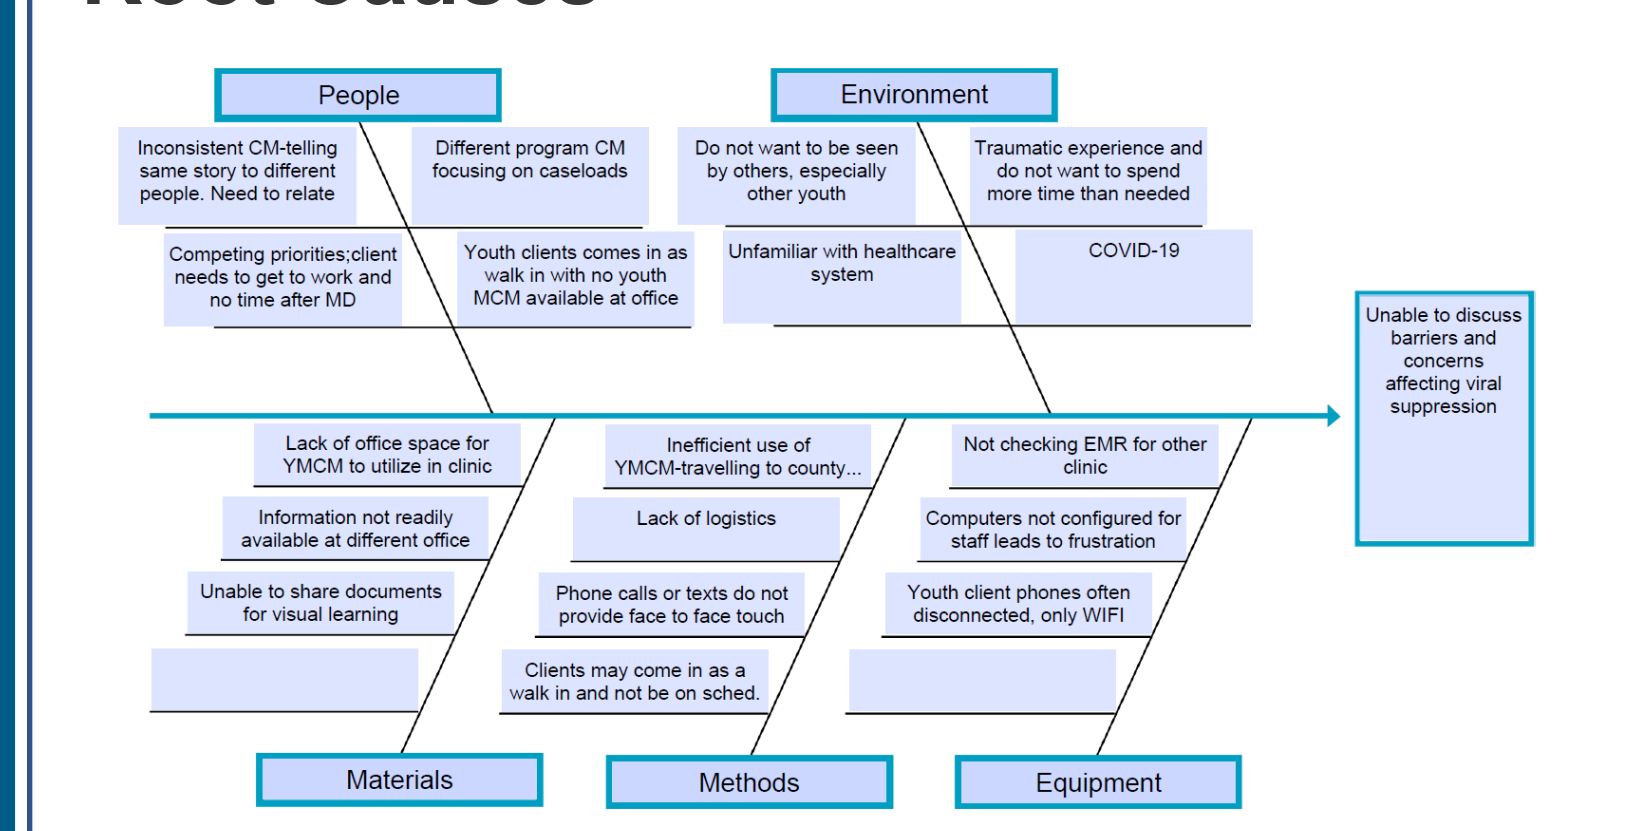 Root Causes
People
Environment
Inconsistent CM-telling
same story to different
people. Need to relate
Different program CM
focusing on caseloads
Do not want to be seen
by others, especially
other youth
Traumatic experience and
do not want to spend
more time than needed
Competing priorities;client
needs to get to work and
no time after MD
Youth clients comes in as
walk in with no youth
MCM available at office
Unfamiliar with healthcare
system
COVID-19
Unable to discuss
barriers and
concerns
affecting viral
suppression
Lack of office space for
YMCM to utilize in clinic
Information not readily
available at different office
Unable to share documents
for visual learning
Inefficient use of
YMCM-travelling to county...
Lack of logistics
Phone calls or texts do not
provide face to face touch
Clients may come in as a
walk in and not be on sched.
Not checking EMR for other
clinic
Computers not configured for
staff leads to frustration
Youth client phones often
disconnected, only WIFI
Materials
Methods
Equipment